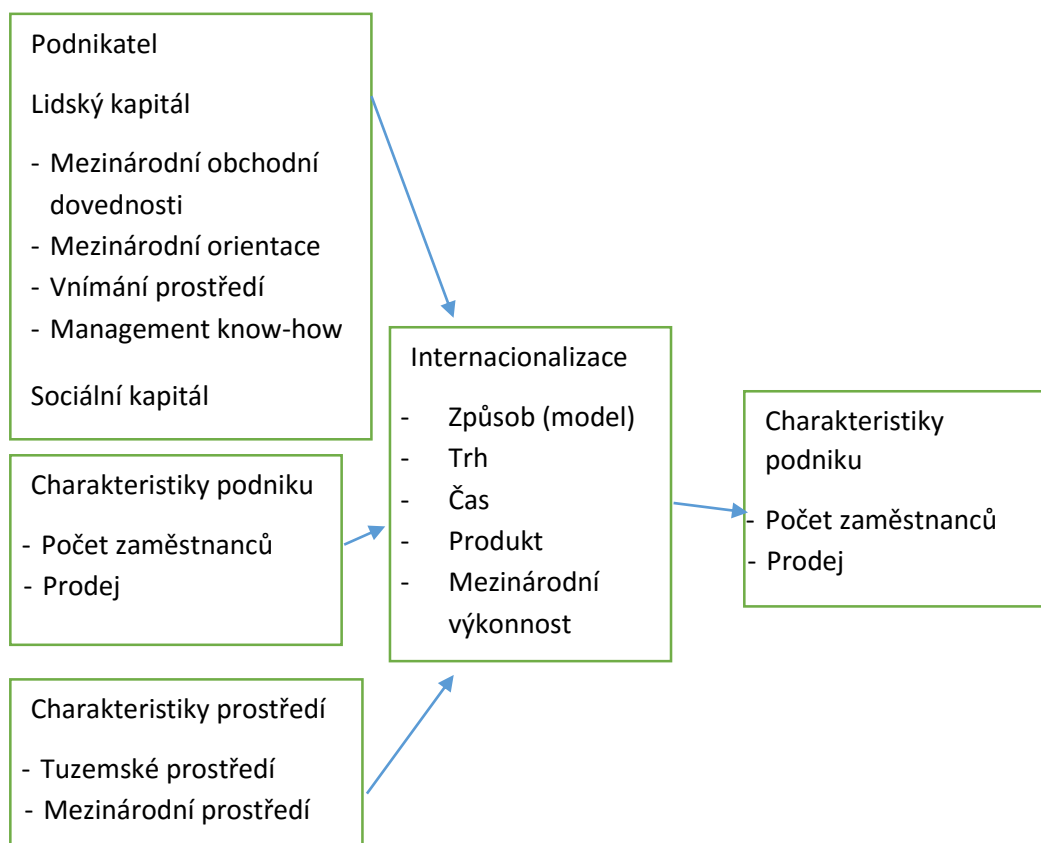 Podnikatel
Lidský kapitál
- Mezinárodní obchodní
dovednosti
- Mezinárodní orientace
- Vnímání prostředí
- Management know-how
Sociální kapitál
Charakteristiky podniku
- Počet zaměstnanců
- Prodej
Charakteristiky prostředí
- Tuzemské prostředí
- Mezinárodní prostředí
Internacionalizace
- Způsob (model)
- Trh
- Čas
- Produkt
- Mezinárodní
výkonnost
Charakteristiky
podniku
- Počet zaměstnanců
- Prodej